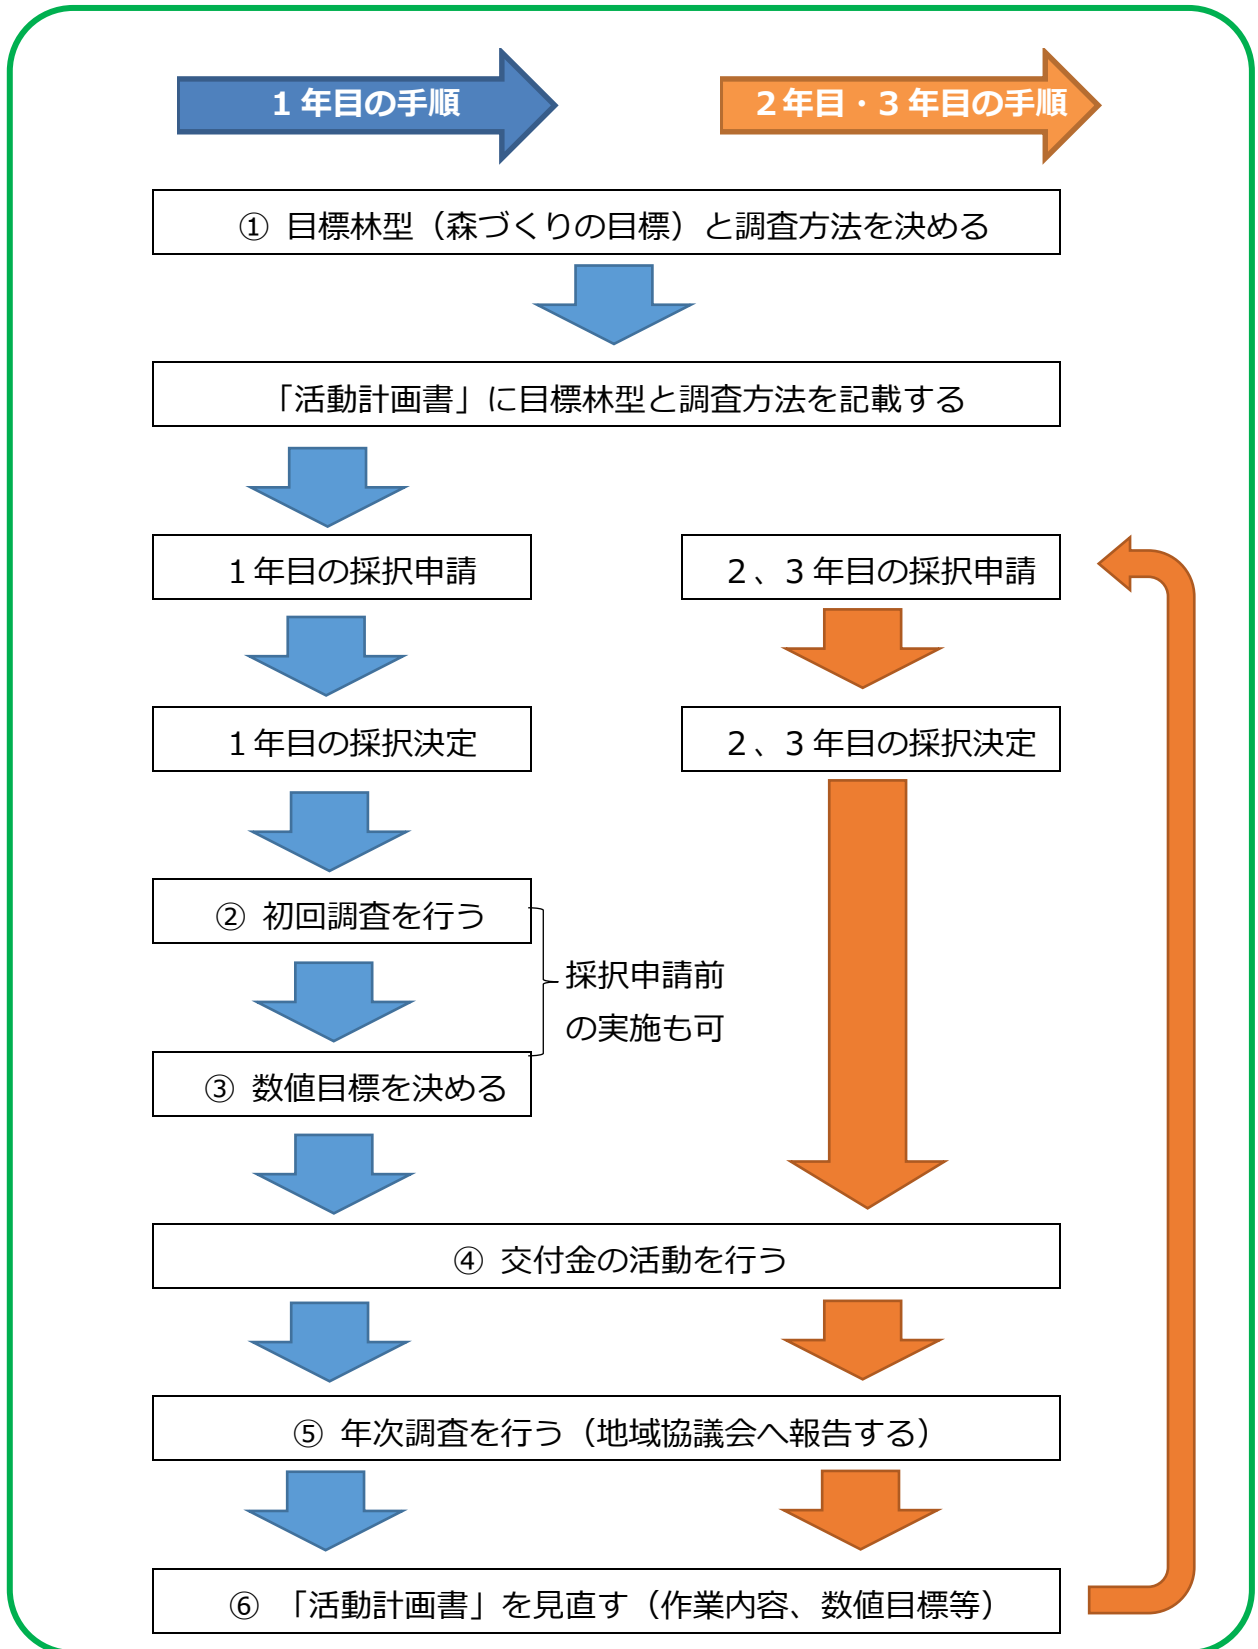 １年目の手順
２年目・３年目の手順
① 目標林型（森づくりの目標）と調査方法を決める
「活動計画書」に目標林型と調査方法を記載する
１年目の採択申請
２、３年目の採択申請
１年目の採択決定
２、３年目の採択決定
② 初回調査を行う
採択申請前
の実施も可
③ 数値目標を決める
④ 交付金の活動を行う
⑤ 年次調査を行う（地域協議会へ報告する）
⑥ 「活動計画書」を見直す（作業内容、数値目標等）